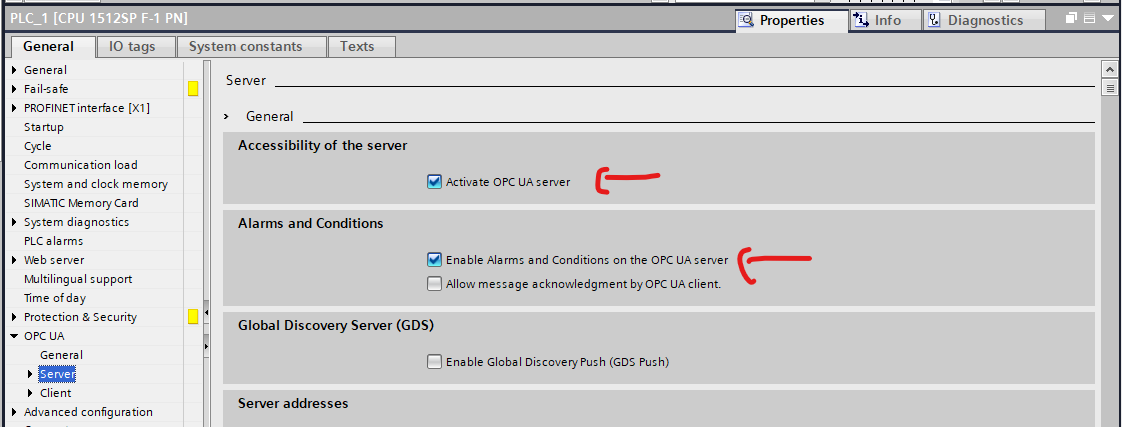 PLC_1 [CPU 1512SP F-1 PN]
Properties
Info
Diagnostics
General
IO tags
System constants
Texts
General
Fail-safe
PROFINET interface [X1]
Startup
Cycle
Communication load
System and clock memory
SIMATIC Memory Card
System diagnostics
PLC alarms
Web server
Multilingual support
Time of day
Protection & Security
OPC UA
General
Server
Client
Advanced configuration
Server
General
Accessibility of the server
Activate OPC UA server
Alarms and Conditions
Enable Alarms and Conditions on the OPC UA server
Allow message acknowledgment by OPC UA client.
Global Discovery Server (GDS)
Enable Global Discovery Push (GDS Push)
Server addresses